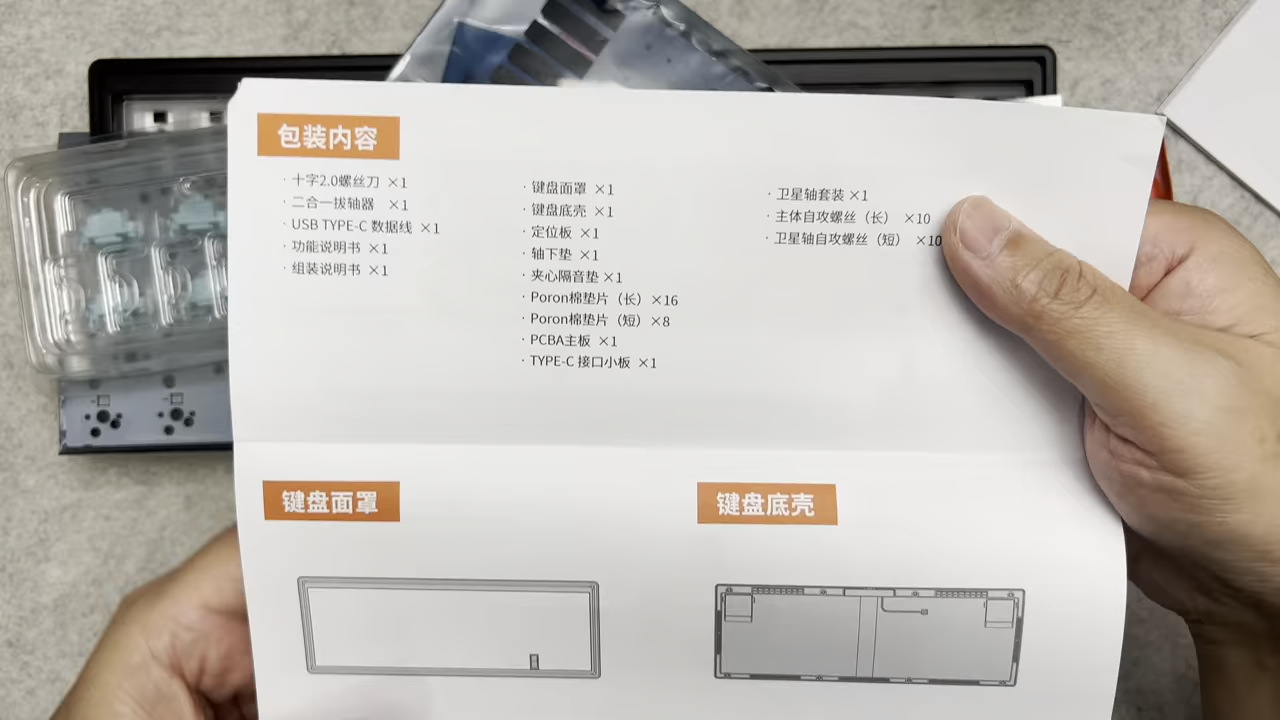 包装内容
· 十字2.0螺丝刀 ×1
· 二合一拔轴器 ×1
· USB TYPE-C 数据线 ×1
· 功能说明书 ×1
· 组装说明书 ×1
· 键盘面罩 ×1
· 键盘底壳 ×1
· 定位板 ×1
· 轴下垫 ×1
· 夹心隔音垫 ×1
· Poron棉垫片（长）×16
· Poron棉垫片（短）×8
· PCBA主板 ×1
· TYPE-C 接口小板 ×1
· 卫星轴套装 ×1
· 主体自攻螺丝（长） ×10
· 卫星轴自攻螺丝（短） ×10
键盘面罩
键盘底壳